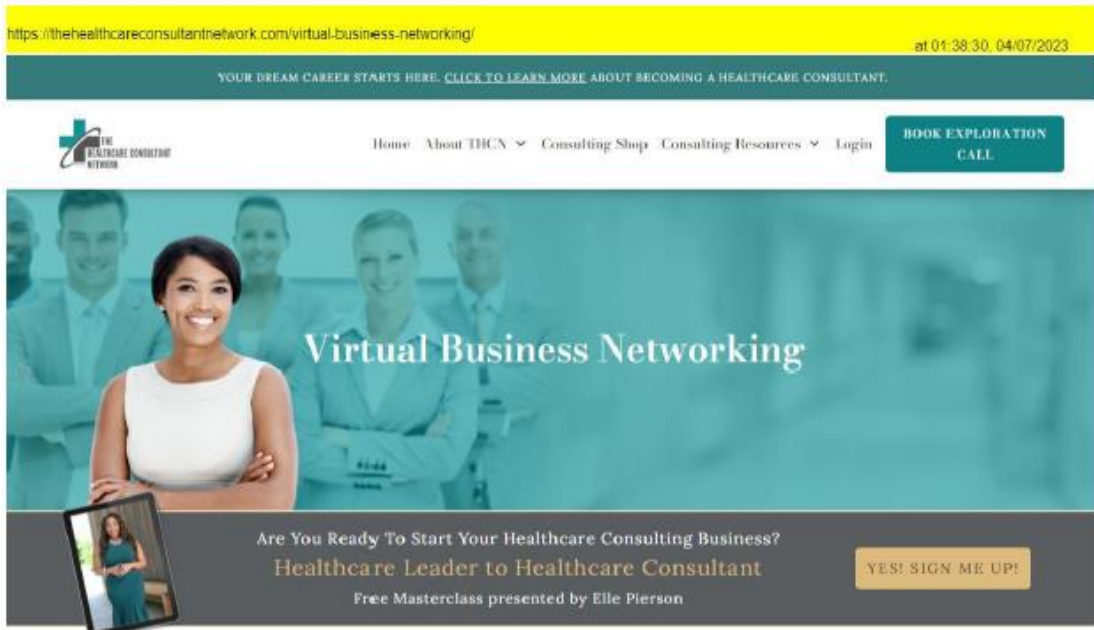 https://thehealthcareconsultantnetwork.com/virtual-business-networking/
at 01:38:30, 04/07/2023
YOUR DREAM CAREER STARTS HERE. CLICK TO LEARN MORE ABOUT BECOMING A HEALTHCARE CONSULTANT.
THE
HEALTHCARE CONSULTANT
NETWORK
Home About THCN Consulting Shop Consulting Resources Login
BOOK EXPLORATION
CALL
Virtual Business Networking
Are You Ready To Start Your Healthcare Consulting Business?
Healthcare Leader to Healthcare Consultant
Free Masterclass presented by Elle Pierson
YES! SIGN ME UP!